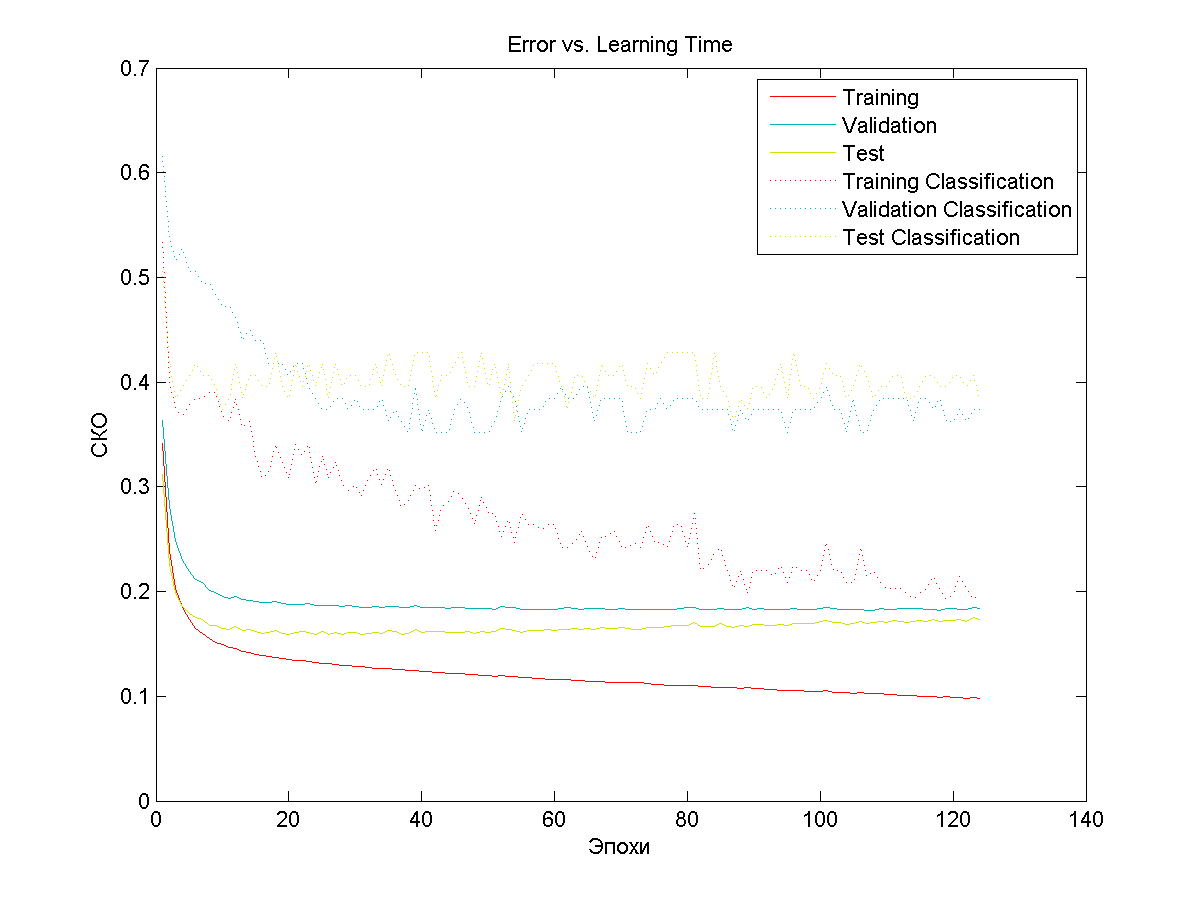 Error vs. Learning Time
0.7
0.6
0.5
0.4
0.3
0.2
0.1
0
СКО
Training
Validation
Test
Training Classification
Validation Classification
Test Classification
0 20 40 60 80 100 120 140
Эпохи